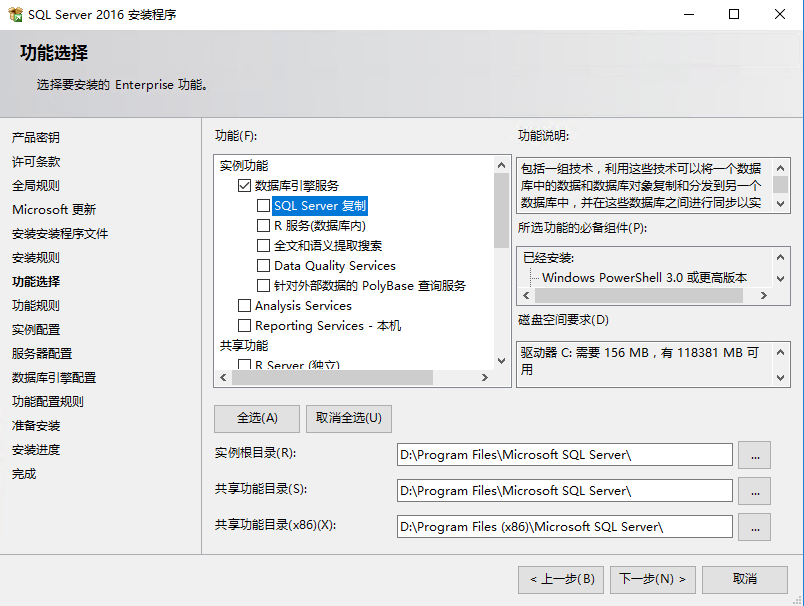 SQL Server 2016 安装程序
功能选择
选择要安装的 Enterprise 功能。
产品密钥
许可条款
全局规则
Microsoft 更新
安装安装程序文件
安装规则
功能选择
功能规则
实例配置
服务器配置
数据库引擎配置
功能配置规则
准备安装
安装进度
完成
功能(F):
实例功能
数据库引擎服务
SQL Server 复制
R 服务(数据库内)
全文和语义提取搜索
Data Quality Services
针对外部数据的 PolyBase 查询服务
Analysis Services
Reporting Services - 本机
共享功能
R Server (独立)
功能说明:
包括一组技术，利用这些技术可以将一个数据
库中的数据和数据库对象复制和分发到另一个
数据库中，并在这些数据库之间进行同步以实
所选功能的必备组件(P):
已经安装:
Windows PowerShell 3.0 或更高版本
磁盘空间要求(D)
驱动器 C: 需要 156 MB，有 118381 MB 可
用
全选(A)
取消全选(U)
实例根目录(R):
D:\Program Files\Microsoft SQL Server\
...
共享功能目录(S):
D:\Program Files\Microsoft SQL Server\
...
共享功能目录(x86)(X):
D:\Program Files (x86)\Microsoft SQL Server\
...
< 上一步(B)
下一步(N) >
取消